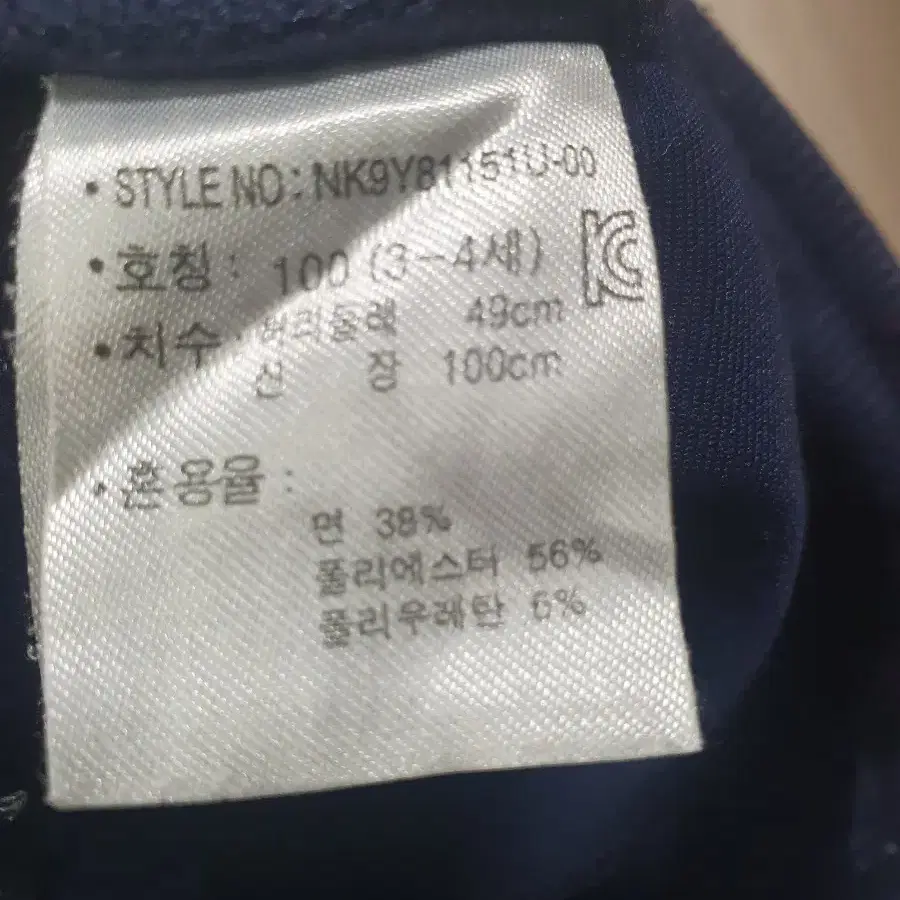 • STYLE NO: NK9Y81151U-00
• 호칭 : 100 (3-4세)
• 치수 : 허리둘레 49cm
신 장 100cm
• 혼용율 :
면 38%
폴리에스터 56%
폴리우레탄 6%